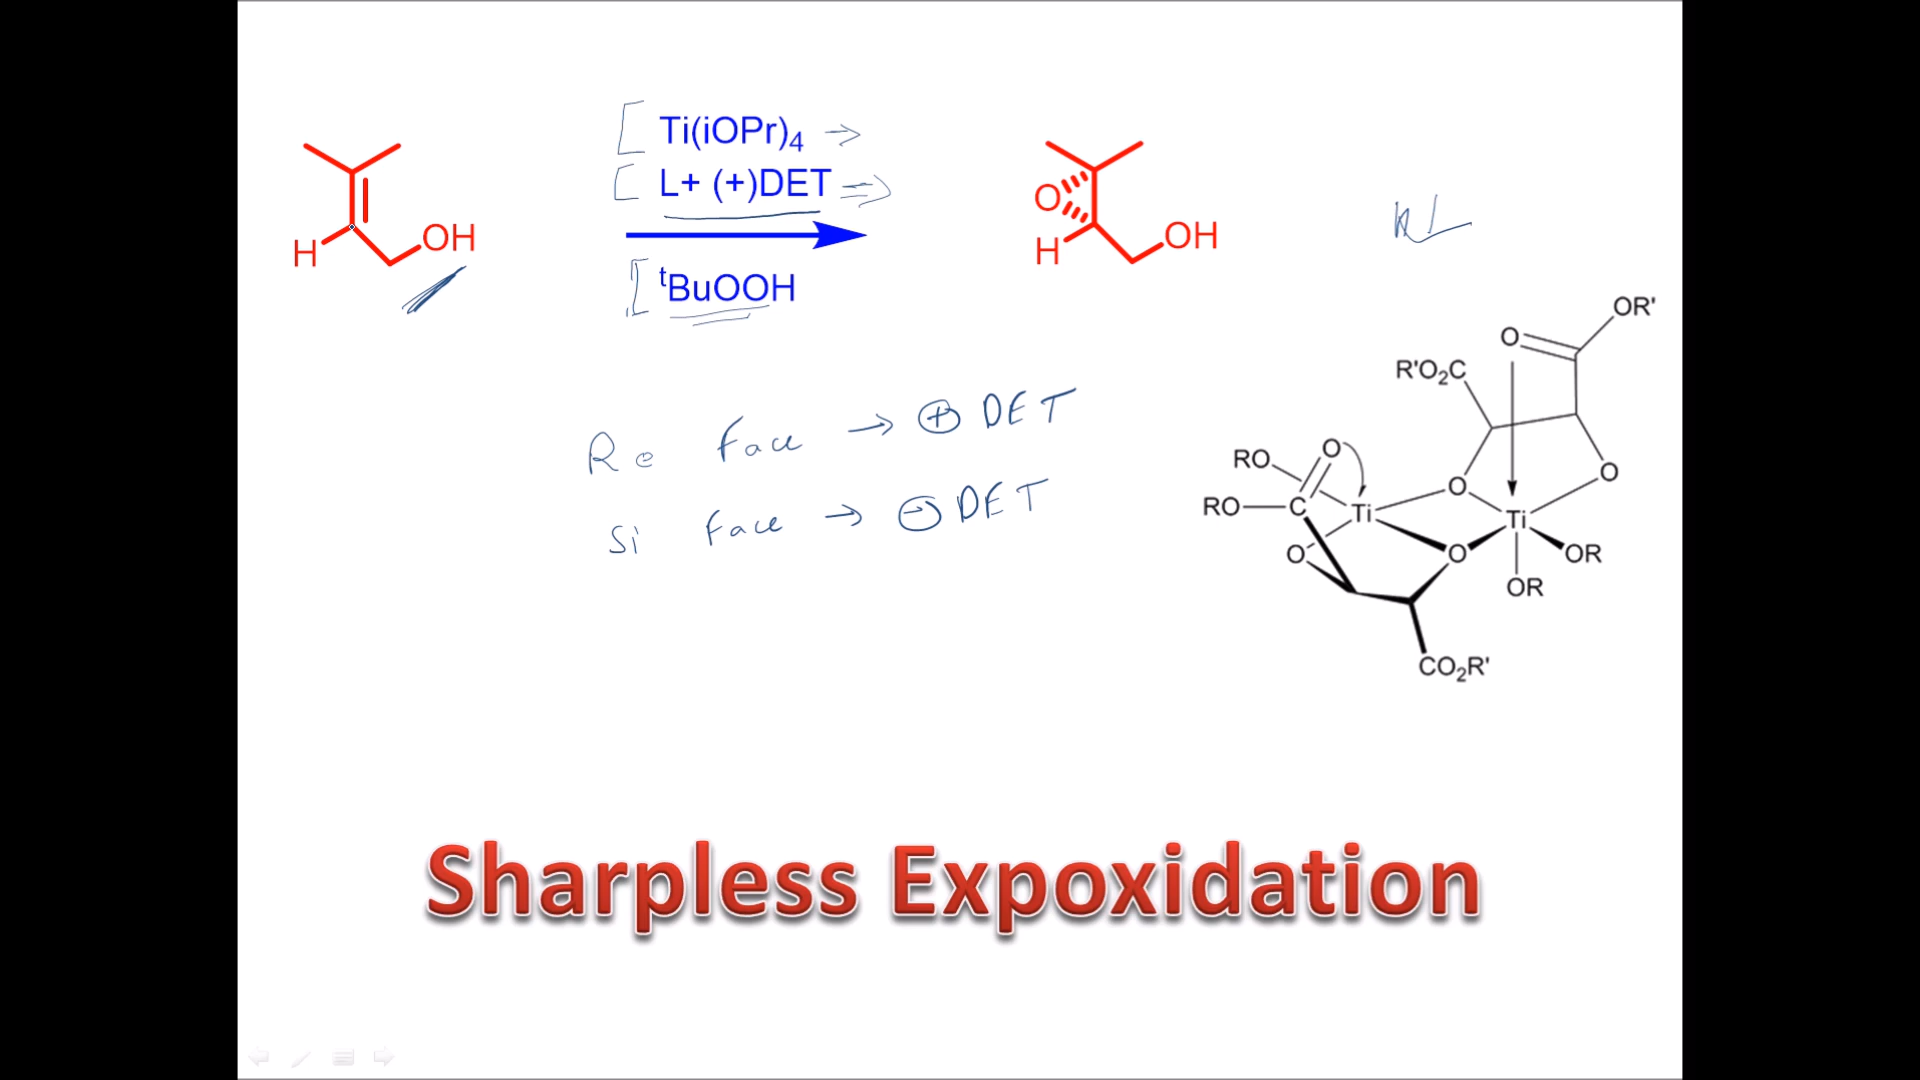 Ti(iOPr)4
L+ (+)DET
tBuOOH
H
OH
O
H
OH
Re face → + DET
Si face → - DET
OR'
O
R'O2C
O
RO
O
O
RO
C
Ti
Ti
O
O
OR
OR
CO2R'
Sharpless Expoxidation